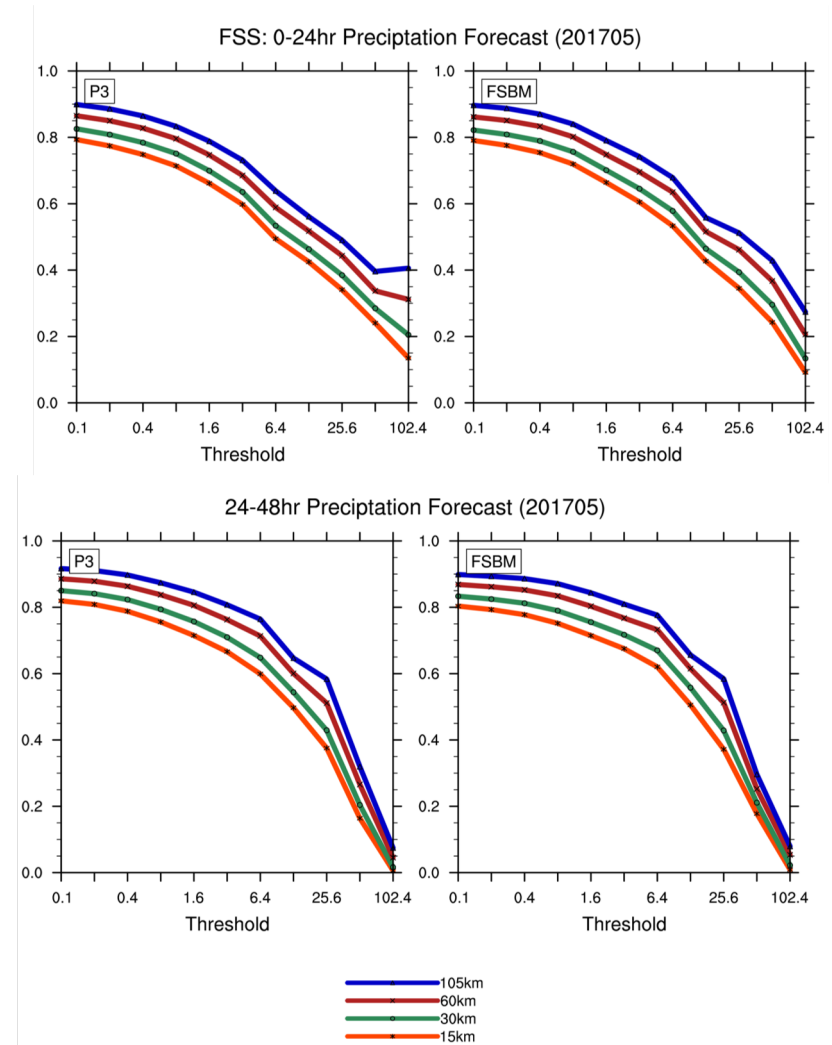 FSS: 0-24hr Preciptation Forecast (201705)
P3
FSBM
1.0 1.0
0.8 0.8
0.6 0.6
0.4 0.4
0.2 0.2
0.0 0.0
0.1 0.4 1.6 6.4 25.6 102.4 0.1 0.4 1.6 6.4 25.6 102.4
Threshold Threshold
24-48hr Preciptation Forecast (201705)
P3
FSBM
1.0 1.0
0.8 0.8
0.6 0.6
0.4 0.4
0.2 0.2
0.0 0.0
0.1 0.4 1.6 6.4 25.6 102.4 0.1 0.4 1.6 6.4 25.6 102.4
Threshold Threshold
105km
60km
30km
15km